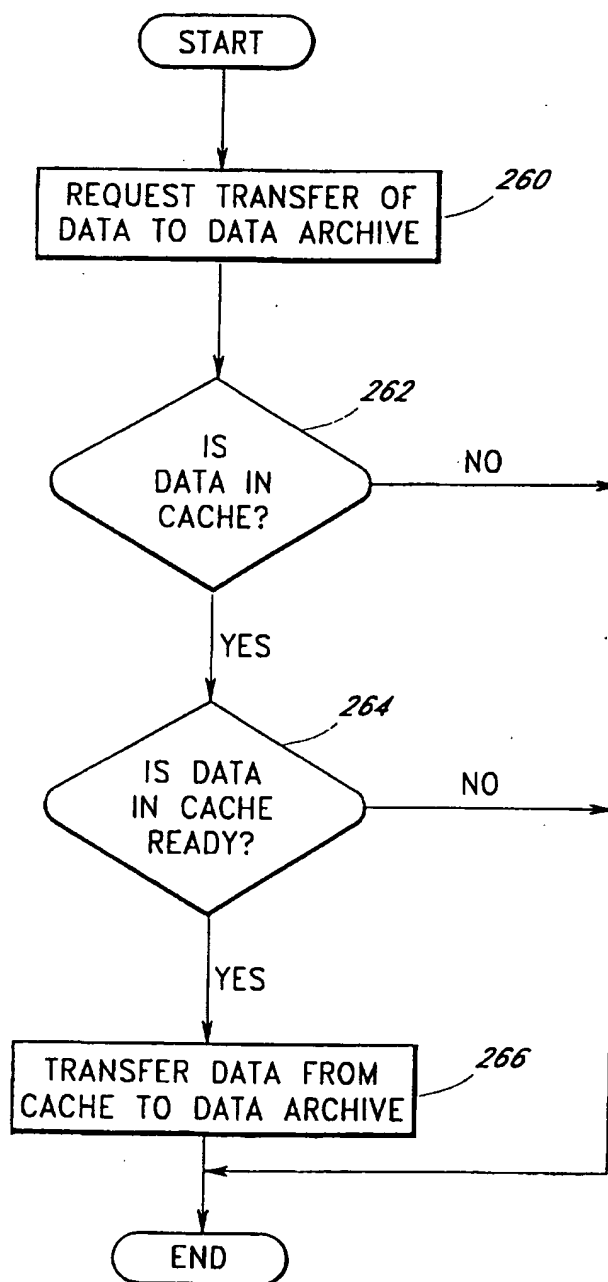 START
REQUEST TRANSFER OF
DATA TO DATA ARCHIVE
260
262
IS
DATA IN
CACHE?
NO
YES
264
IS DATA
IN CACHE
READY?
NO
YES
TRANSFER DATA FROM
CACHE TO DATA ARCHIVE
266
END